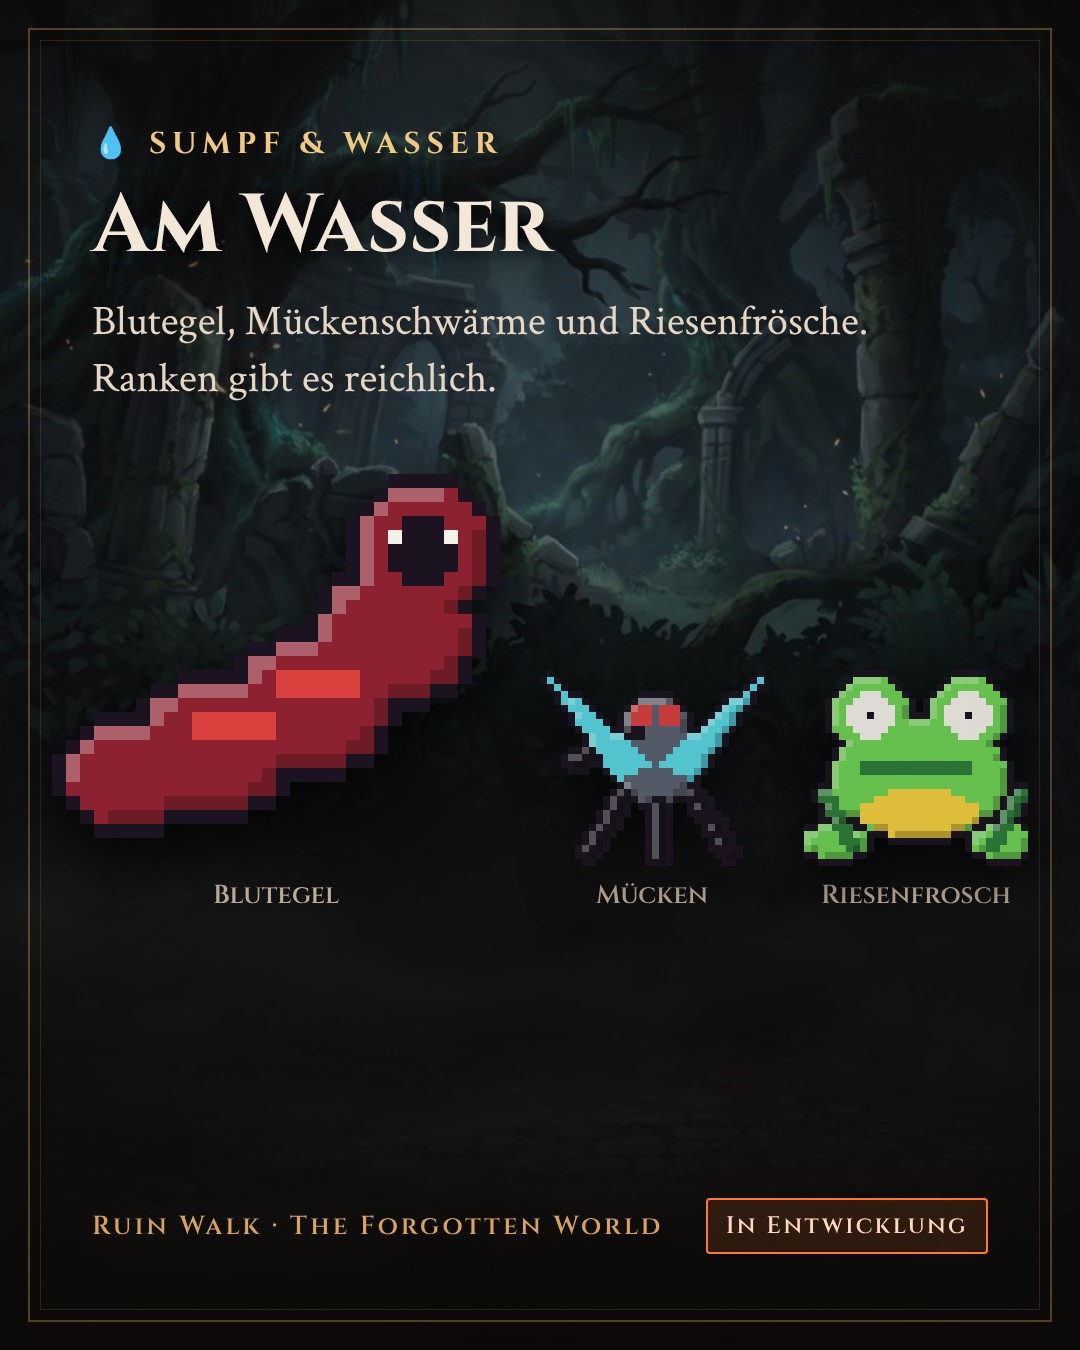 💧 SUMPF & WASSER
AM WASSER
Blutegel, Mückenschwärme und Riesenfrösche.
Ranken gibt es reichlich.
BLUTEGEL
MÜCKEN
RIESENFROSCH
RUIN WALK · THE FORGOTTEN WORLD
IN ENTWICKLUNG